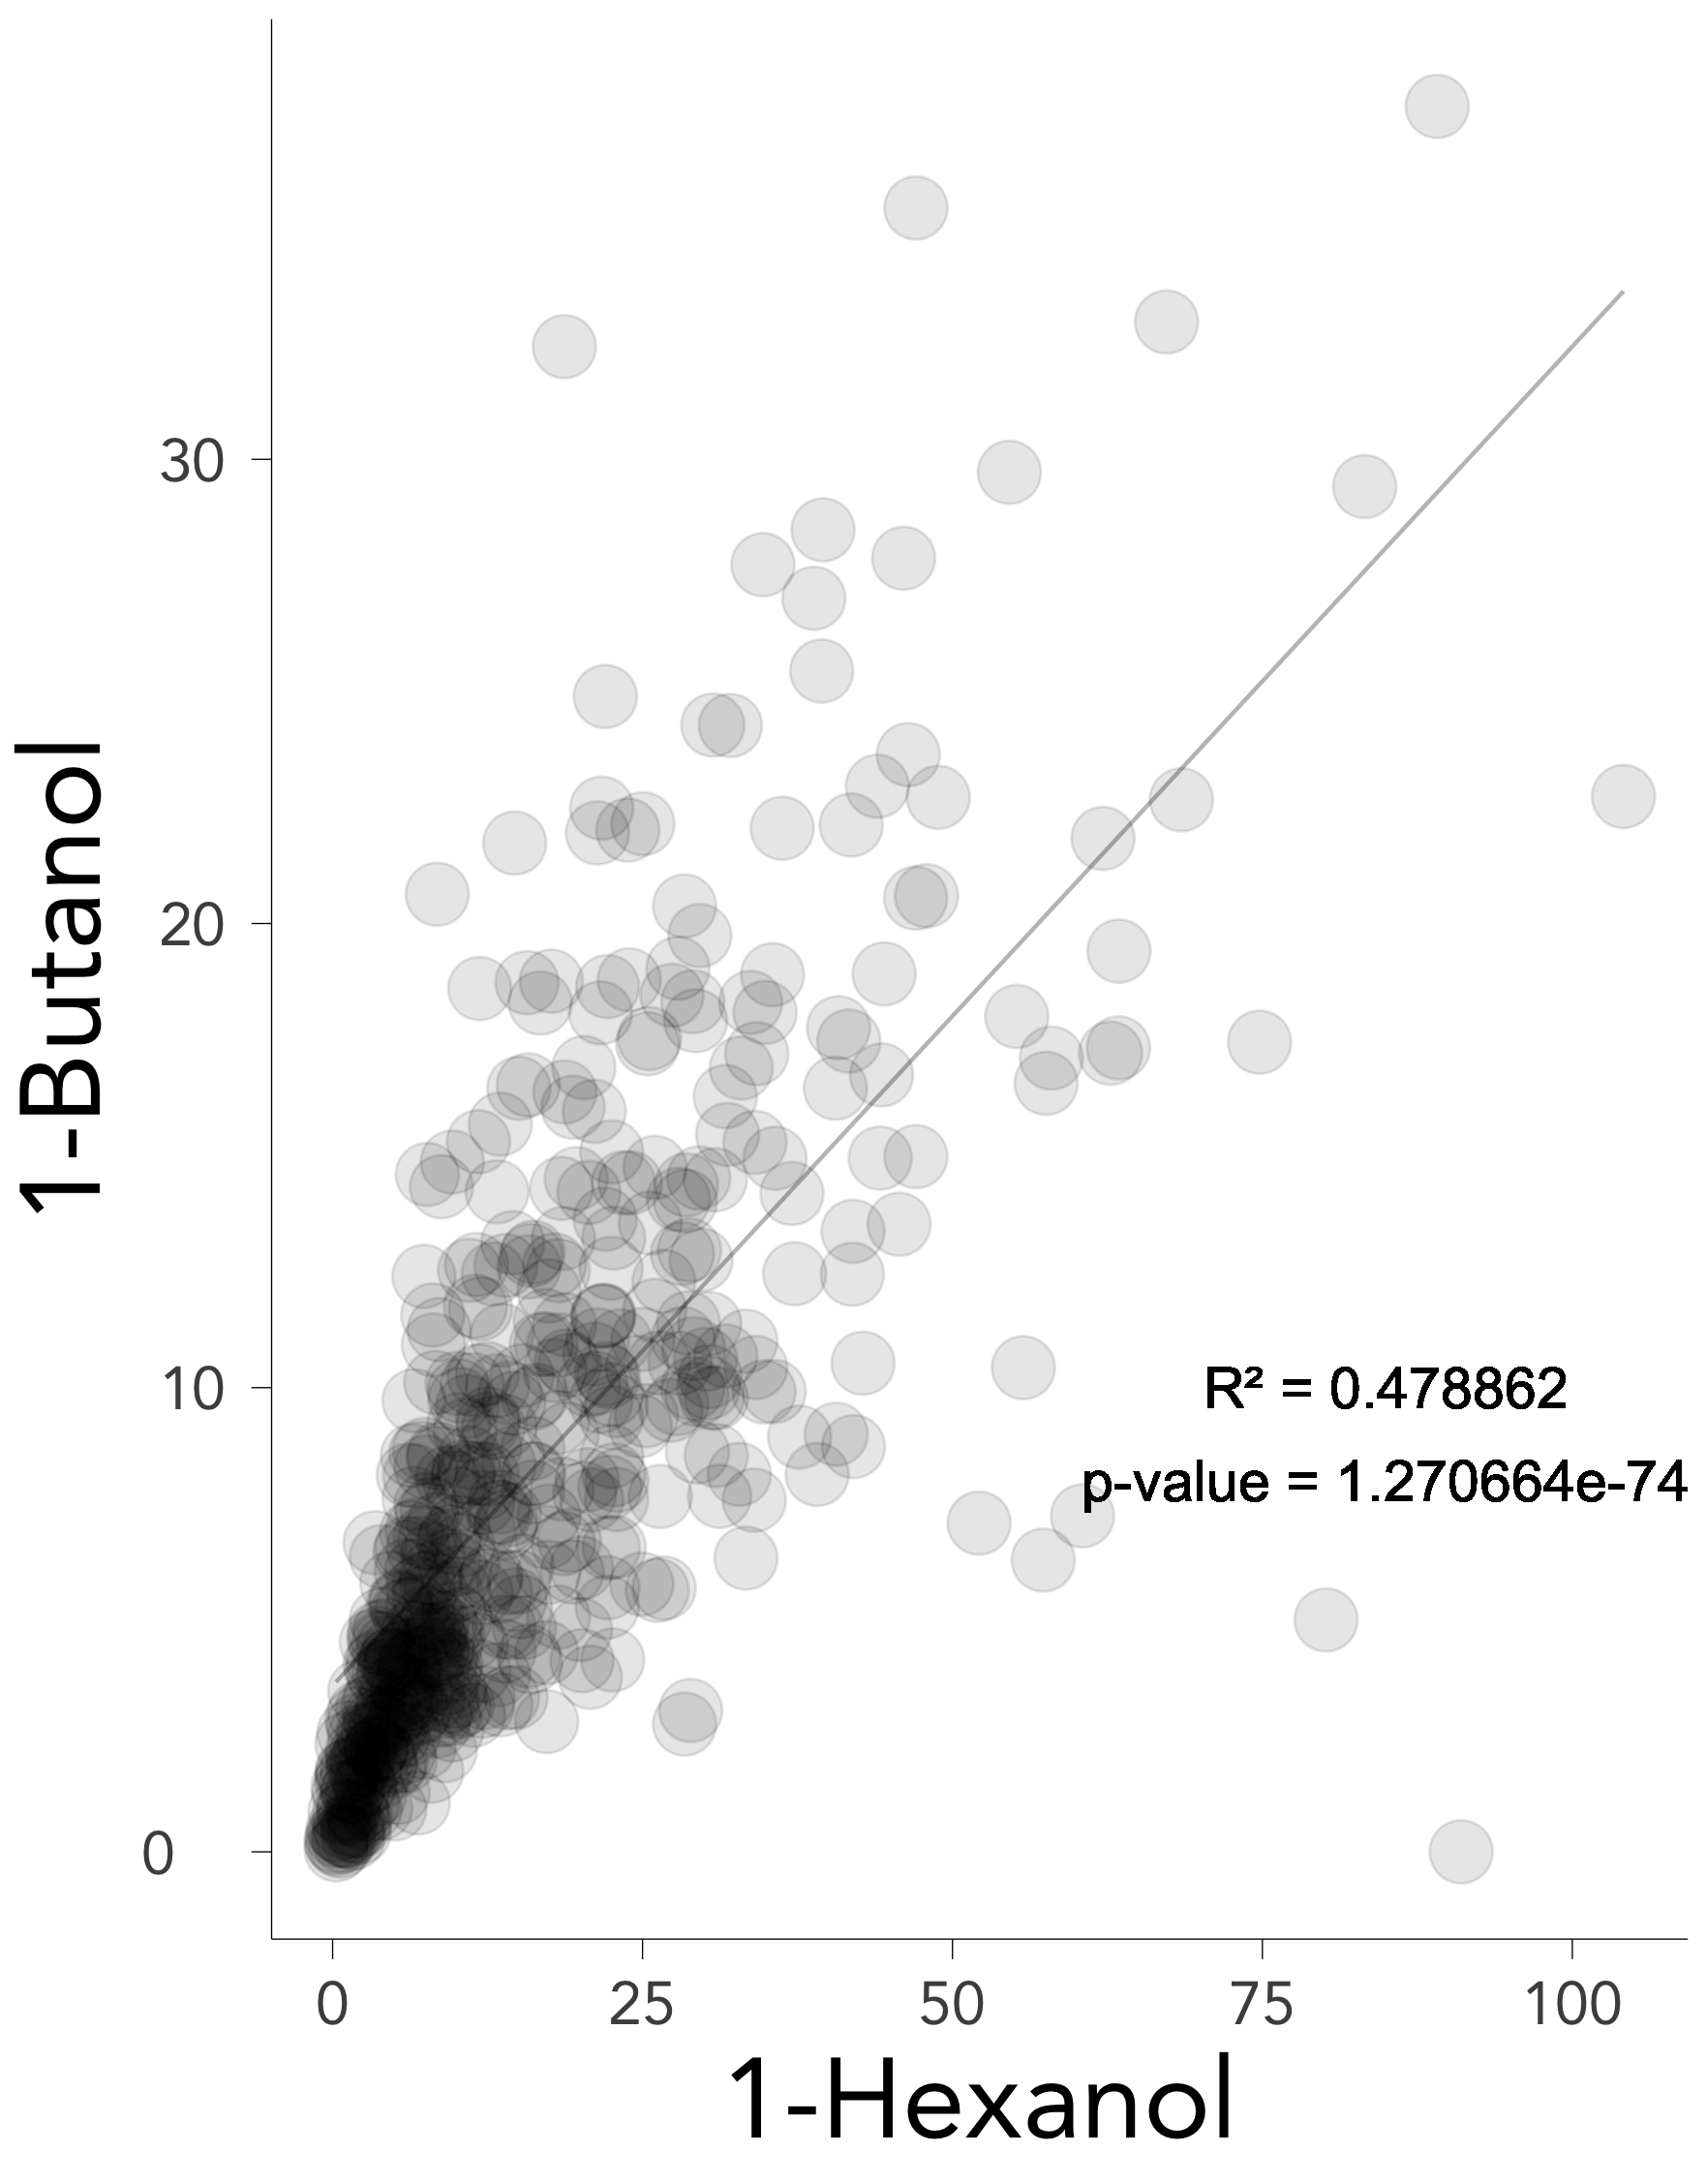 1-Butanol
30
20
10
0
R² = 0.478862
p-value = 1.270664e-74
0 25 50 75 100
1-Hexanol